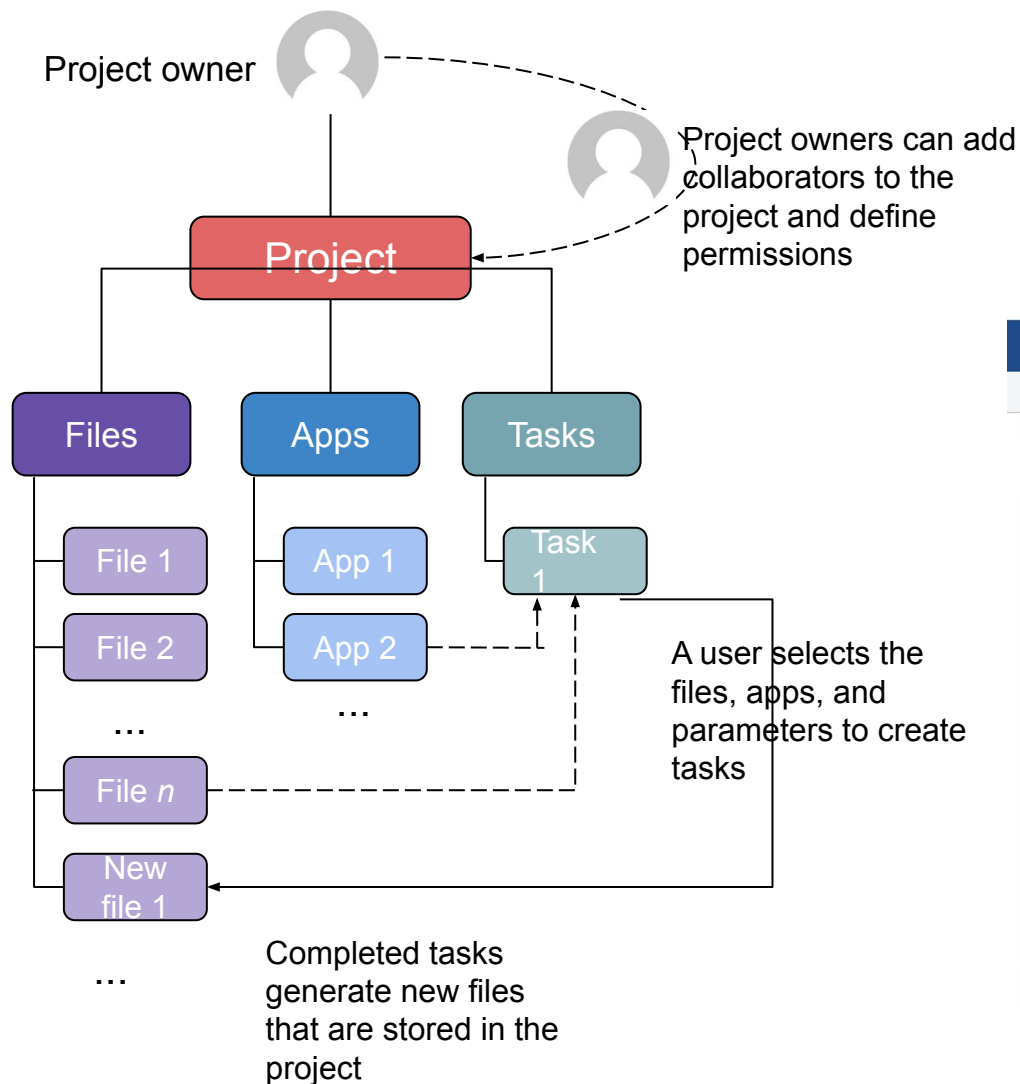 Project owner
Project owners can add
collaborators to the
project and define
permissions
Project
Files
Apps
Tasks
File 1
App 1
Task
1
File 2
App 2
...
...
A user selects the
files, apps, and
parameters to create
tasks
File n
New
file 1
...
Completed tasks
generate new files
that are stored in the
project